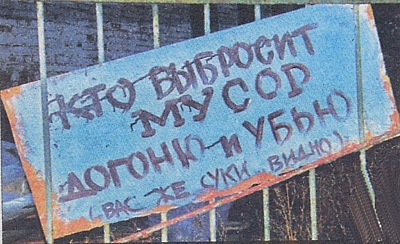 КТО ВЫБРОСИТ
МУСОР
ДОГОНЮ И УБЬЮ
(ВАС ЖЕ СУКИ ВИДНО)